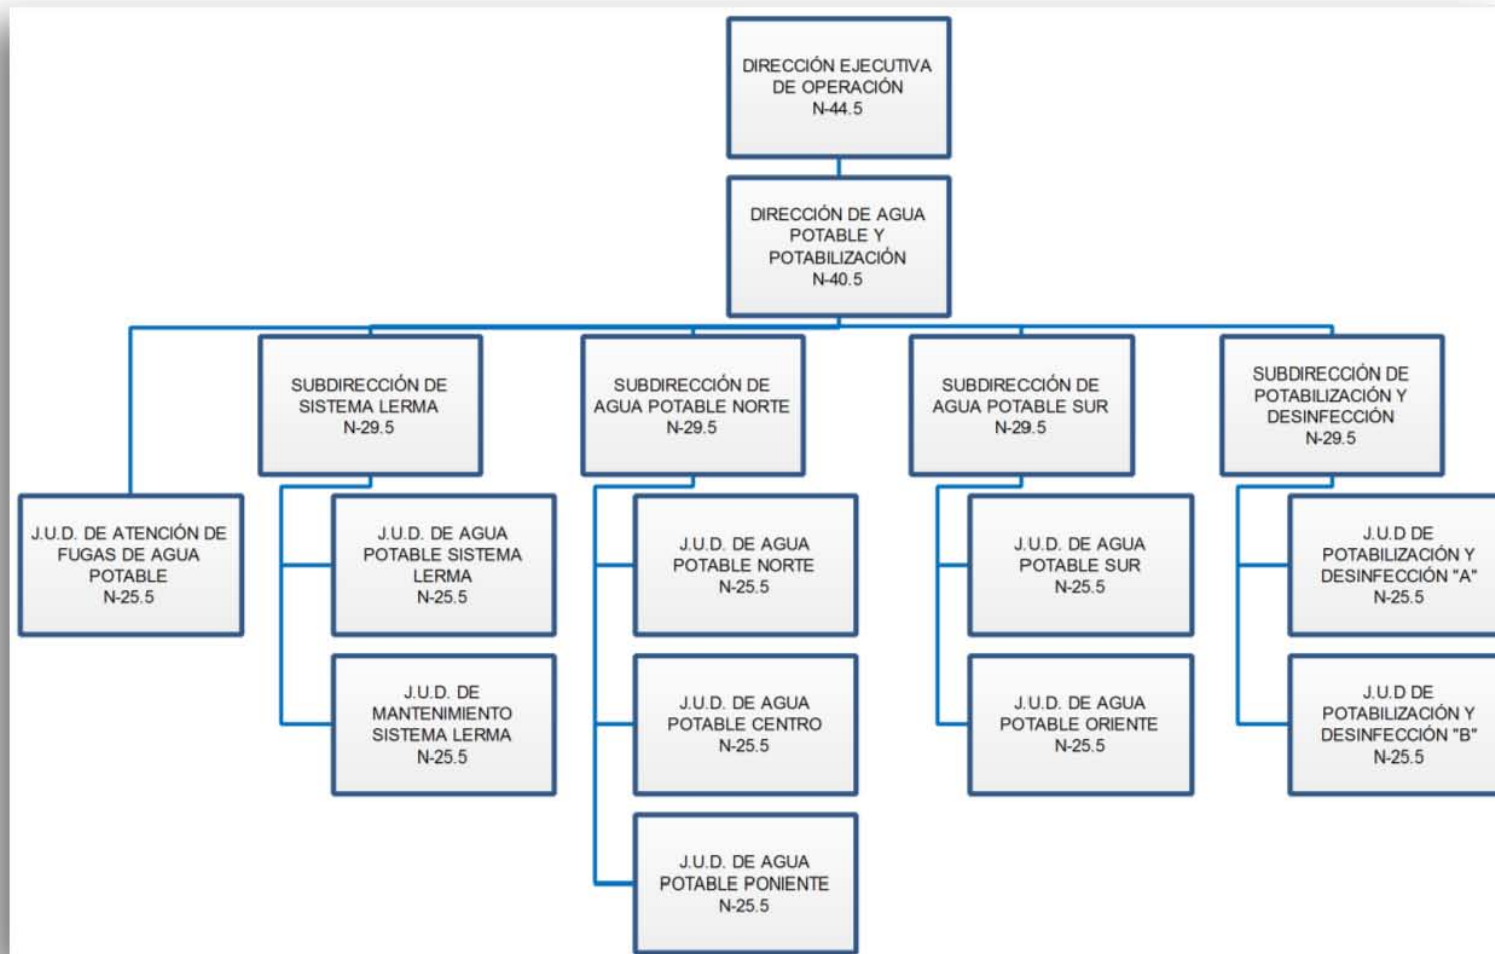 DIRECCIÓN EJECUTIVA
DE OPERACIÓN
N-44.5
DIRECCIÓN DE AGUA
POTABLE Y
POTABILIZACIÓN
N-40.5
SUBDIRECCIÓN DE
SISTEMA LERMA
N-29.5
SUBDIRECCIÓN DE
AGUA POTABLE NORTE
N-29.5
SUBDIRECCIÓN DE
AGUA POTABLE SUR
N-29.5
SUBDIRECCIÓN DE
POTABILIZACIÓN Y
DESINFECCIÓN
N-29.5
J.U.D. DE ATENCIÓN DE
FUGAS DE AGUA
POTABLE
N-25.5
J.U.D. DE AGUA
POTABLE SISTEMA
LERMA
N-25.5
J.U.D. DE AGUA
POTABLE NORTE
N-25.5
J.U.D. DE AGUA
POTABLE SUR
N-25.5
J.U.D DE
POTABILIZACIÓN Y
DESINFECCIÓN "A"
N-25.5
J.U.D. DE
MANTENIMIENTO
SISTEMA LERMA
N-25.5
J.U.D. DE AGUA
POTABLE CENTRO
N-25.5
J.U.D. DE AGUA
POTABLE ORIENTE
N-25.5
J.U.D DE
POTABILIZACIÓN Y
DESINFECCIÓN "B"
N-25.5
J.U.D. DE AGUA
POTABLE PONIENTE
N-25.5